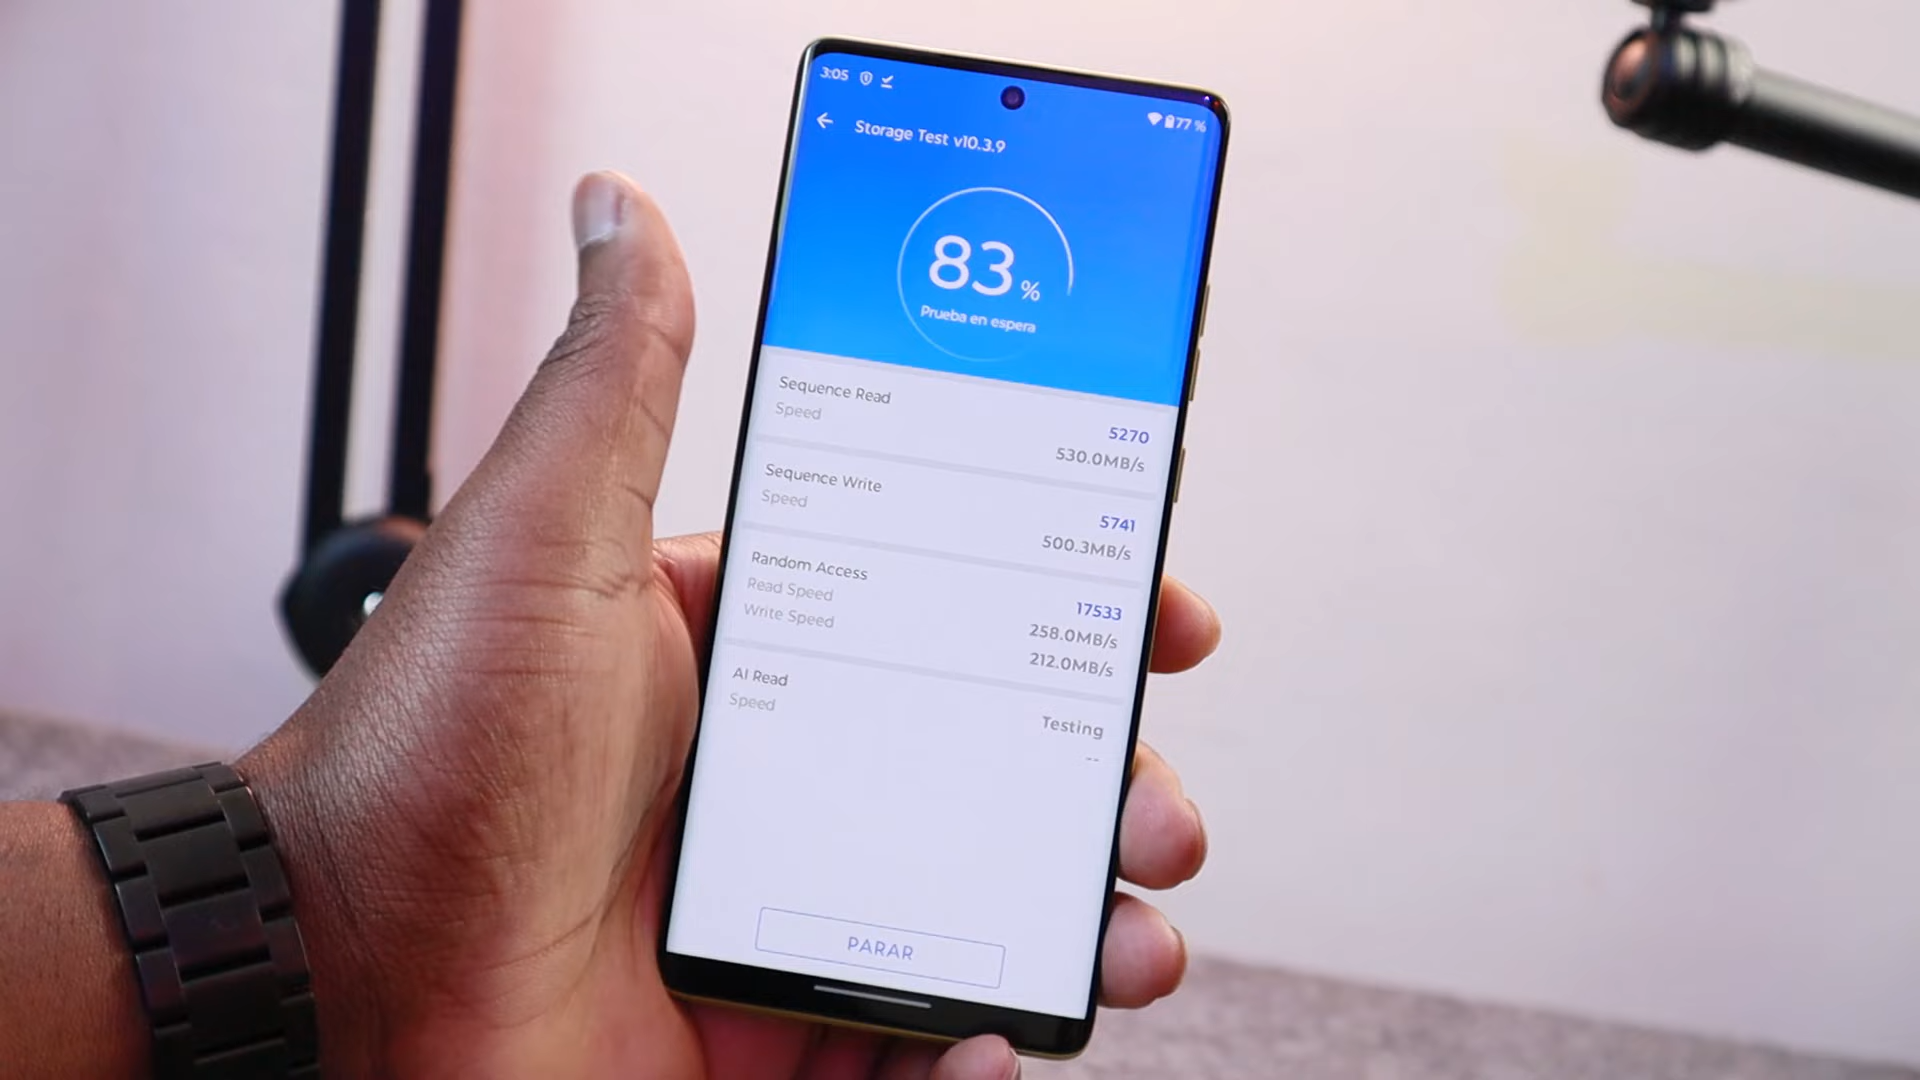 3:05
77 %
Storage Test v10.3.9
83%
Prueba en espera
Sequence Read
5270
Speed
530.0MB/s
Sequence Write
5741
Speed
500.3MB/s
Random Access
17533
Read Speed
258.0MB/s
Write Speed
212.0MB/s
AI Read
Testing
Speed
--
PARAR